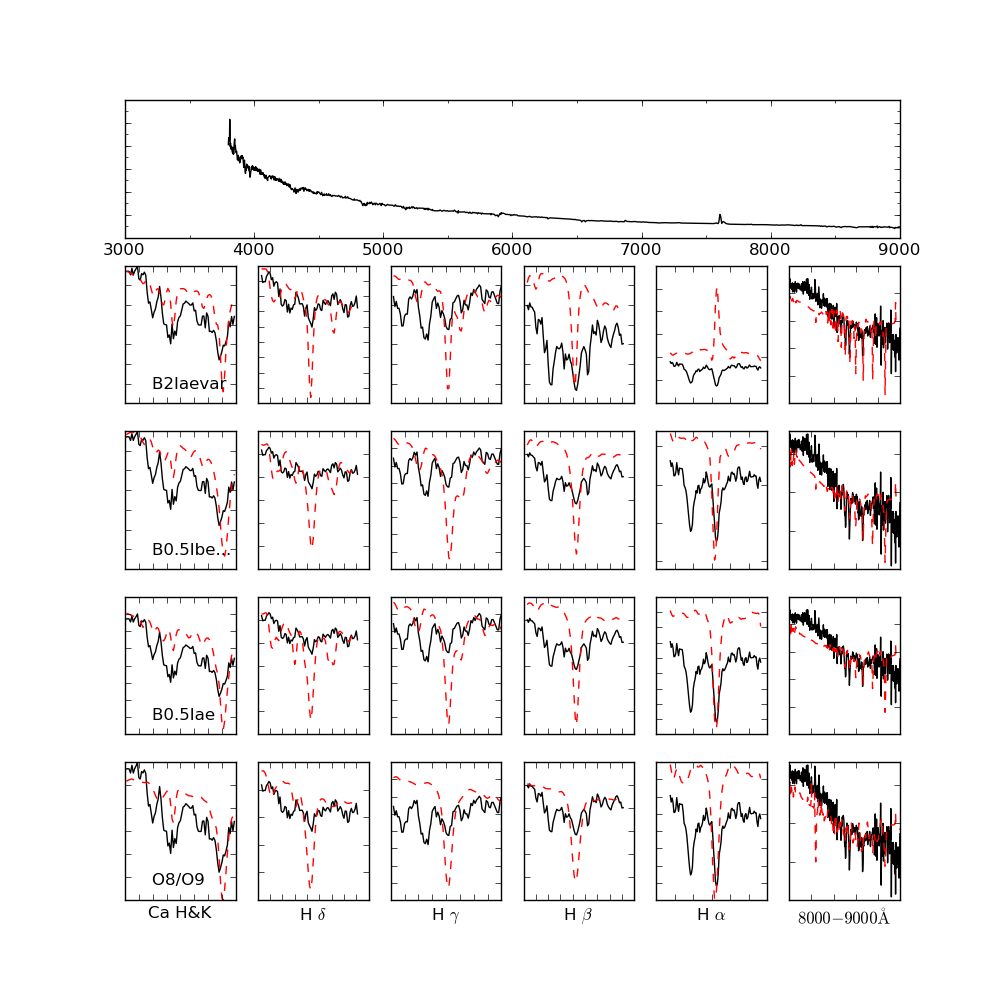 3000 4000 5000 6000 7000 8000 9000
B2Iaevar
B0.5Ibe...
B0.5Iae
O8/O9
Ca H&K H δ H γ H β H α 8000−9000Å